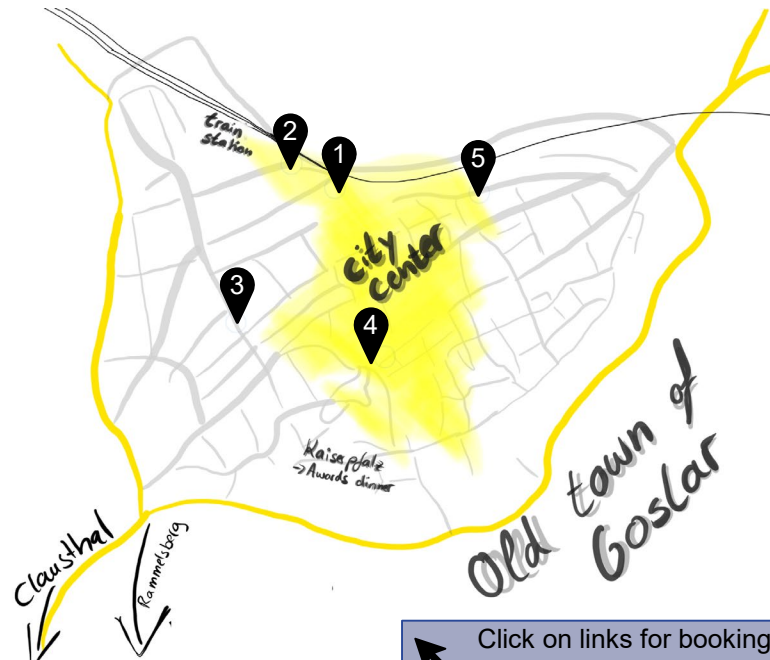 train
station
2
1
5
city
center
3
4
Kaiserpfalz
-> Awards dinner
Old town of
Goslar
Clausthal
Rammelsberg
Click on links for booking